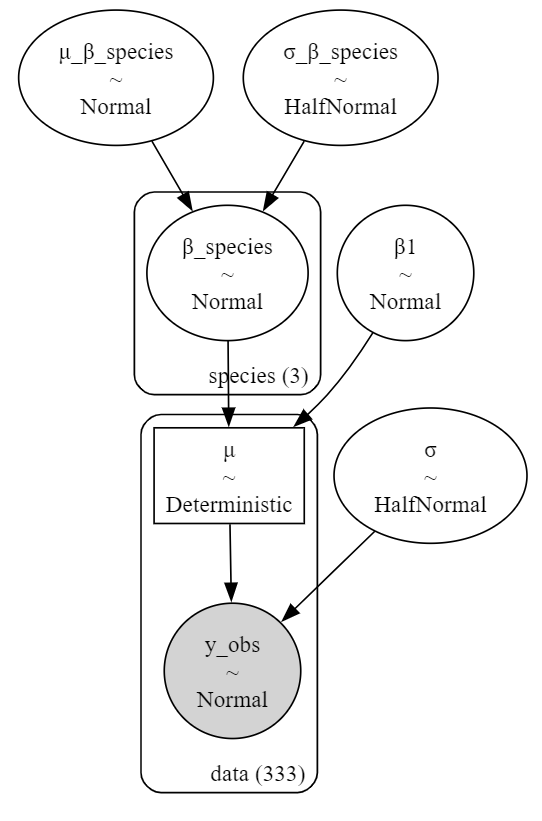 μ_β_species
~
Normal
σ_β_species
~
HalfNormal
β_species
~
Normal
species (3)
β1
~
Normal
μ
~
Deterministic
σ
~
HalfNormal
y_obs
~
Normal
data (333)